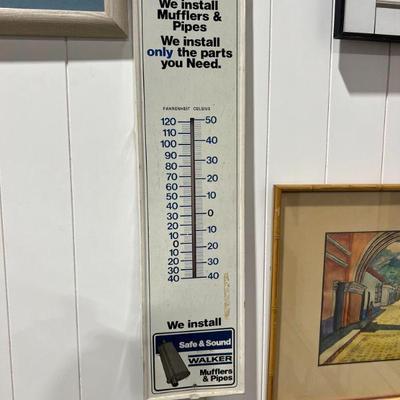 We install
Mufflers &
Pipes
We install
only the parts
you Need.
FAHRENHEIT CELSIUS
120 50
110
100 40
90
80 30
70
60 20
50 10
40
30 0
20
10 10
0
10 20
20
30 30
40 40
We install
Safe & Sound
WALKER
Mufflers
& Pipes